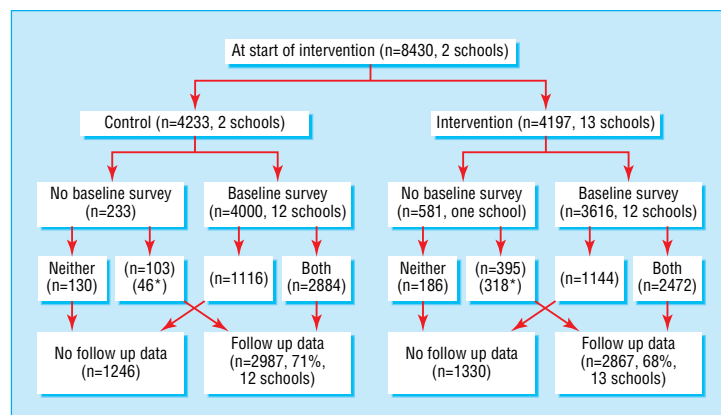 At start of intervention (n=8430, 2 schools)
Control (n=4233, 2 schools)
Intervention (n=4197, 13 schools)
No baseline survey
(n=233)
Baseline survey
(n=4000, 12 schools)
No baseline survey
(n=581, one school)
Baseline survey
(n=3616, 12 schools)
Neither
(n=130)
(n=103)
(46*)
(n=1116)
Both
(n=2884)
Neither
(n=186)
(n=395)
(318*)
(n=1144)
Both
(n=2472)
No follow up data
(n=1246)
Follow up data
(n=2987, 71%,
12 schools)
No follow up data
(n=1330)
Follow up data
(n=2867, 68%,
13 schools)